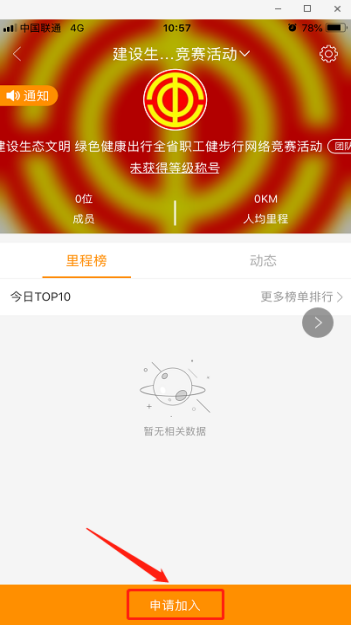 中国联通 4G 10:57 78%
建设生...竞赛活动
通知
建设生态文明 绿色健康出行全省职工健步行网络竞赛活动 团队
未获得等级称号
0位 0KM
成员 人均里程
里程榜 动态
今日TOP10 更多榜单排行
暂无相关数据
申请加入